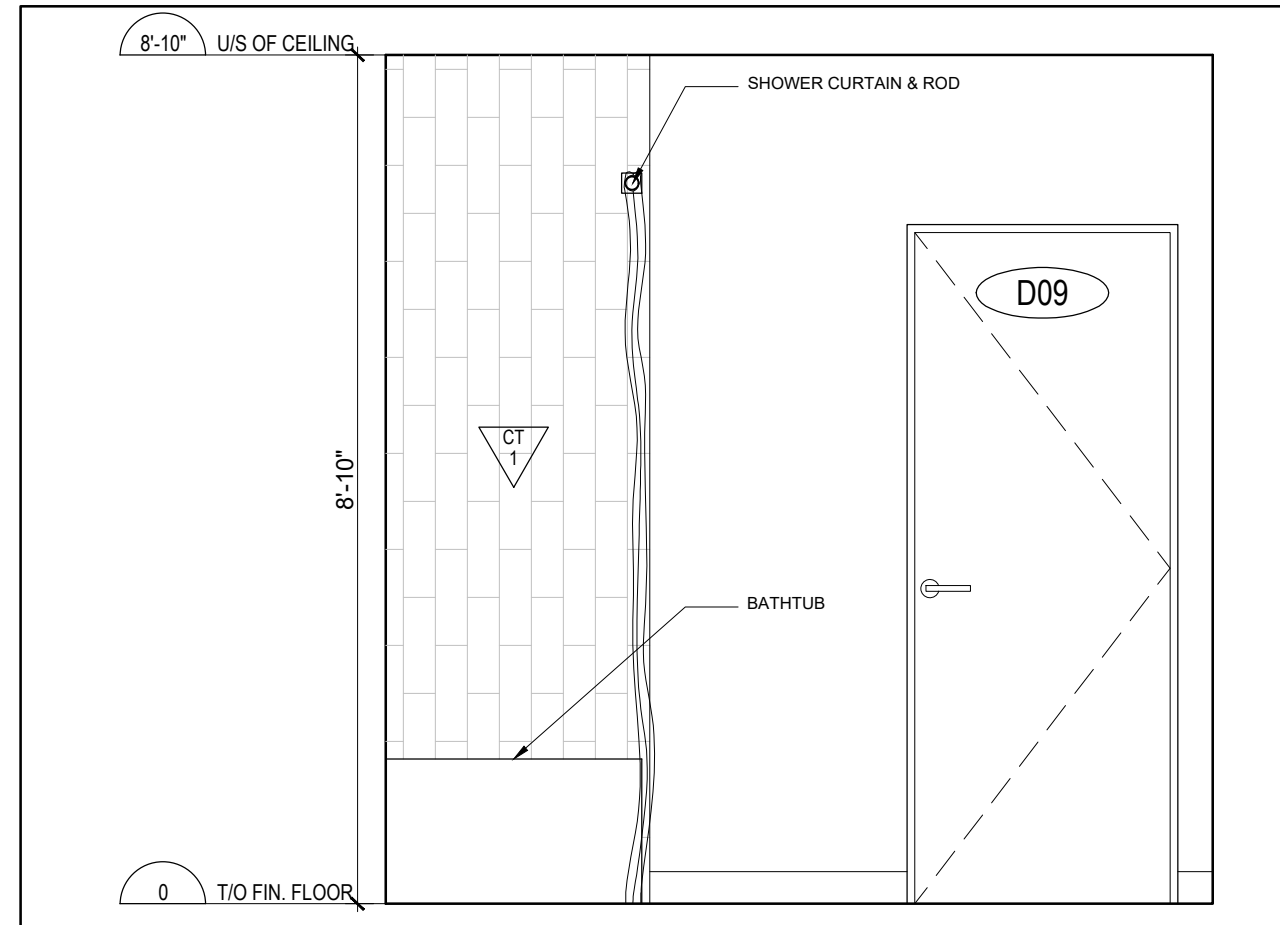 8'-10" U/S OF CEILING
SHOWER CURTAIN & ROD
D09
CT
1
8'-10"
BATHTUB
0 T/O FIN. FLOOR